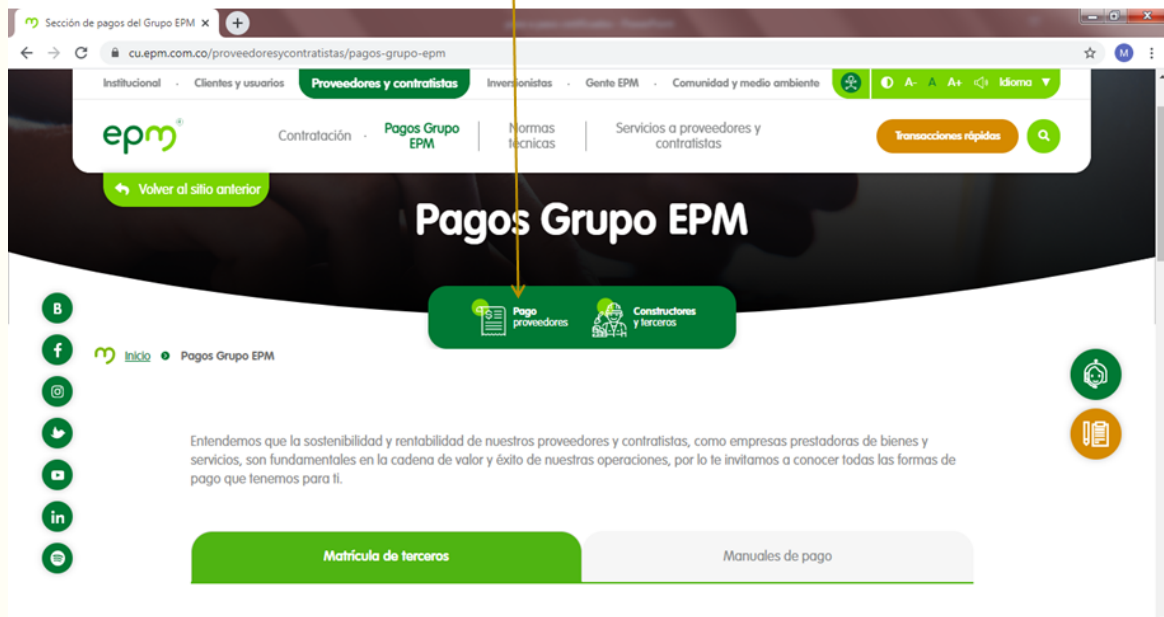 Sección de pagos del Grupo EPM
cu.epm.com.co/proveedoresycontratistas/pagos-grupo-epm
M
Institucional · Clientes y usuarios Proveedores y contratistas Inversionistas · Gente EPM · Comunidad y medio ambiente A- A A+ Idioma
epm Contratación · Pagos Grupo EPM Normas técnicas Servicios a proveedores y contratistas Transacciones rápidas
Volver al sitio anterior
Pagos Grupo EPM
Pago proveedores
Constructores y terceros
B
f
in
Inicio Pagos Grupo EPM
Entendemos que la sostenibilidad y rentabilidad de nuestros proveedores y contratistas, como empresas prestadoras de bienes y
servicios, son fundamentales en la cadena de valor y éxito de nuestras operaciones, por lo te invitamos a conocer todas las formas de
pago que tenemos para ti.
Matrícula de terceros
Manuales de pago